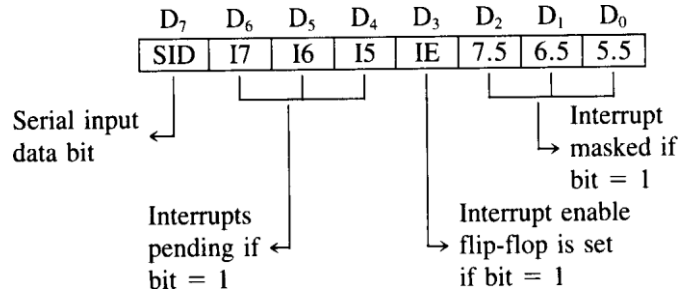 D₇ D₆ D₅ D₄ D₃ D₂ D₁ D₀
SID I7 I6 I5 IE 7.5 6.5 5.5
Serial input
data bit
Interrupts
pending if
bit = 1
Interrupt enable
flip-flop is set
if bit = 1
Interrupt
masked if
bit = 1